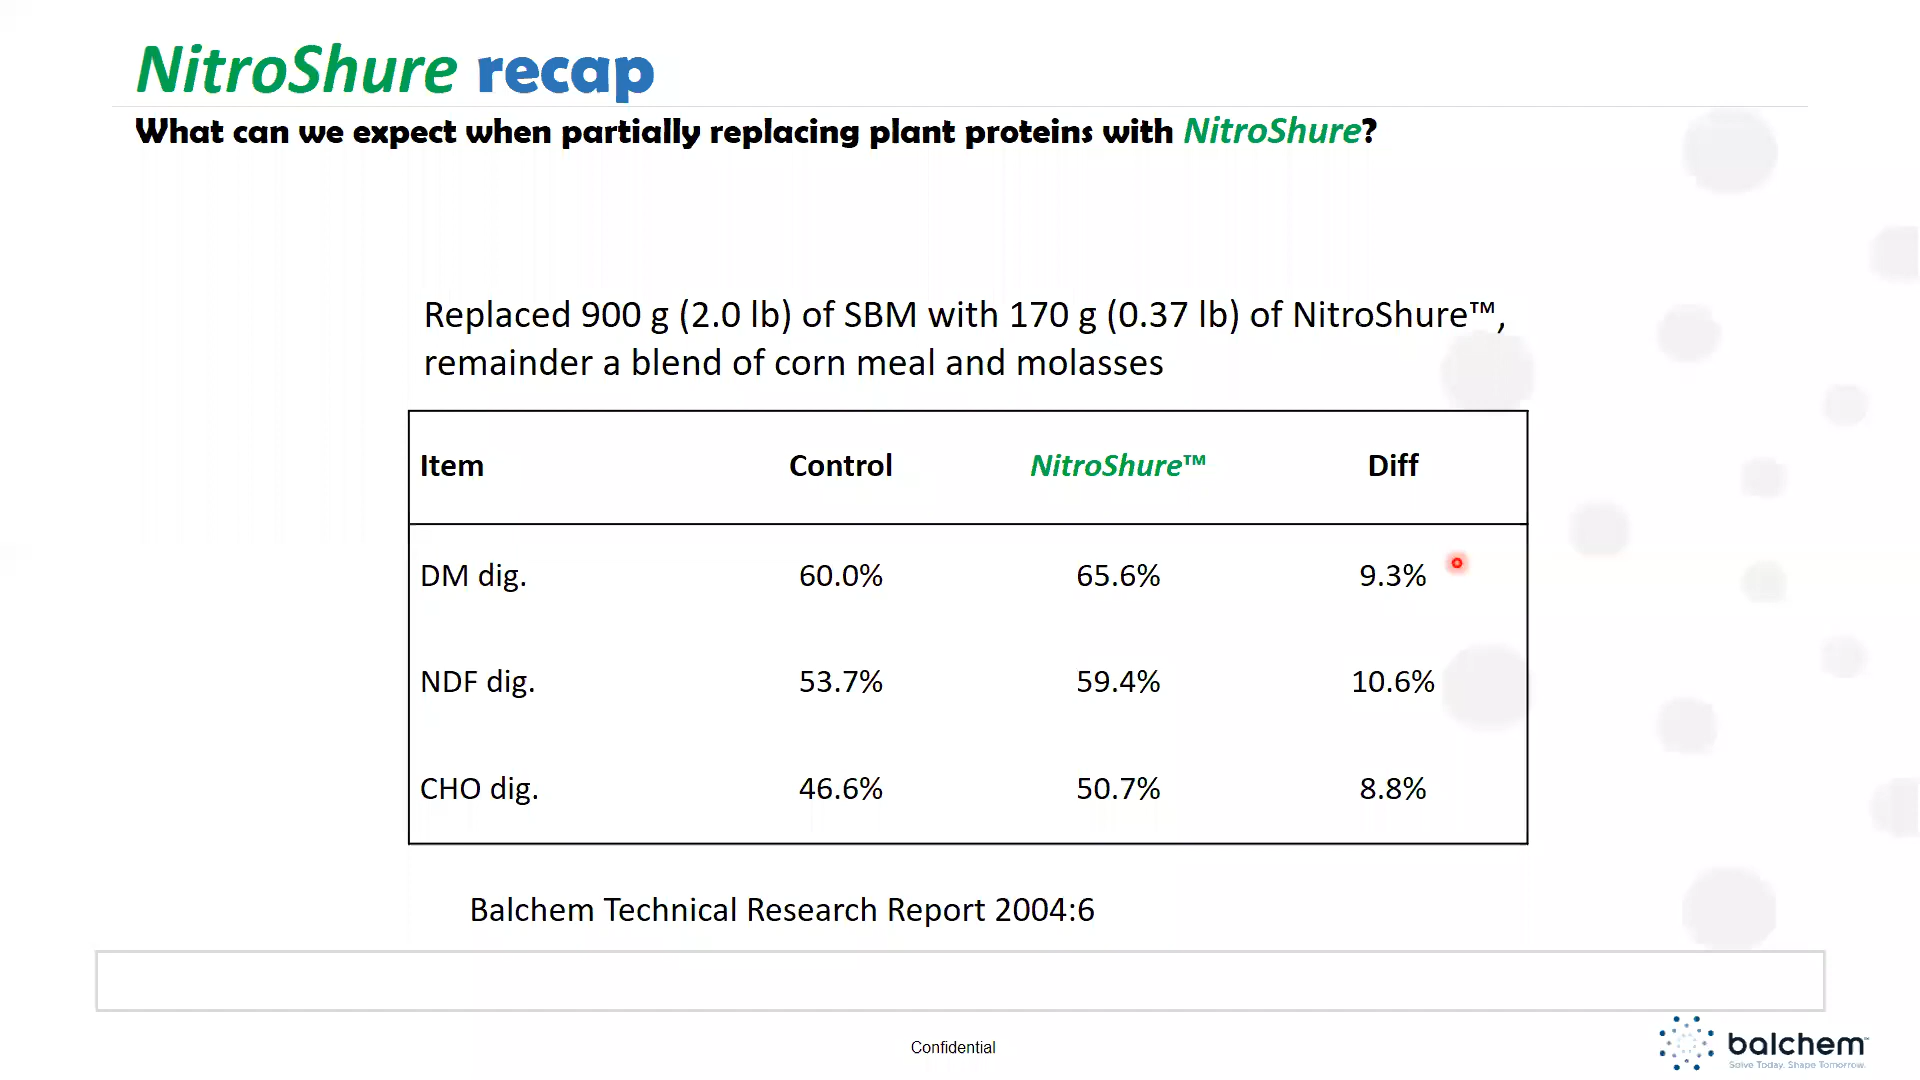 NitroShure recap
What can we expect when partially replacing plant proteins with NitroShure?
Replaced 900 g (2.0 lb) of SBM with 170 g (0.37 lb) of NitroShure™,
remainder a blend of corn meal and molasses
Item Control NitroShure™ Diff
DM dig. 60.0% 65.6% 9.3%
NDF dig. 53.7% 59.4% 10.6%
CHO dig. 46.6% 50.7% 8.8%
Balchem Technical Research Report 2004:6
Confidential
balchem™
Solve Today. Shape Tomorrow.